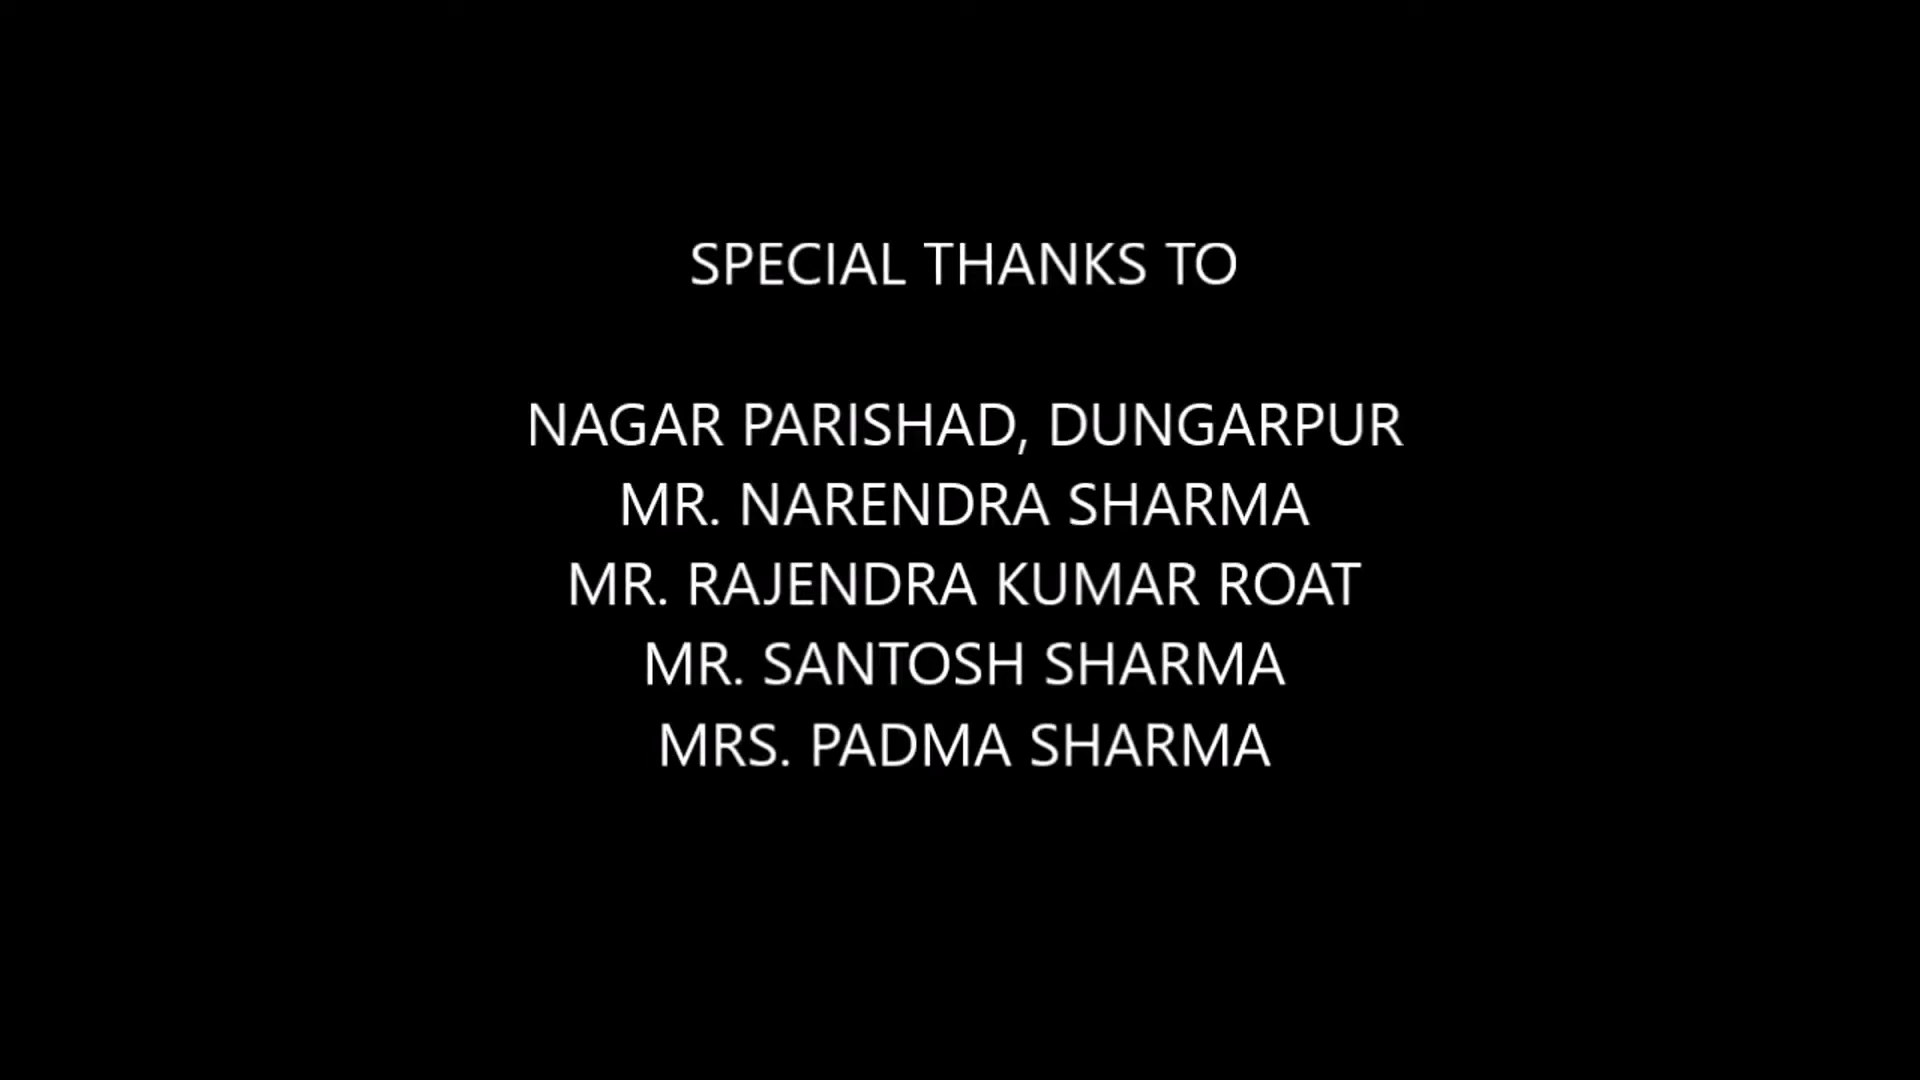 SPECIAL THANKS TO
NAGAR PARISHAD, DUNGARPUR
MR. NARENDRA SHARMA
MR. RAJENDRA KUMAR ROAT
MR. SANTOSH SHARMA
MRS. PADMA SHARMA